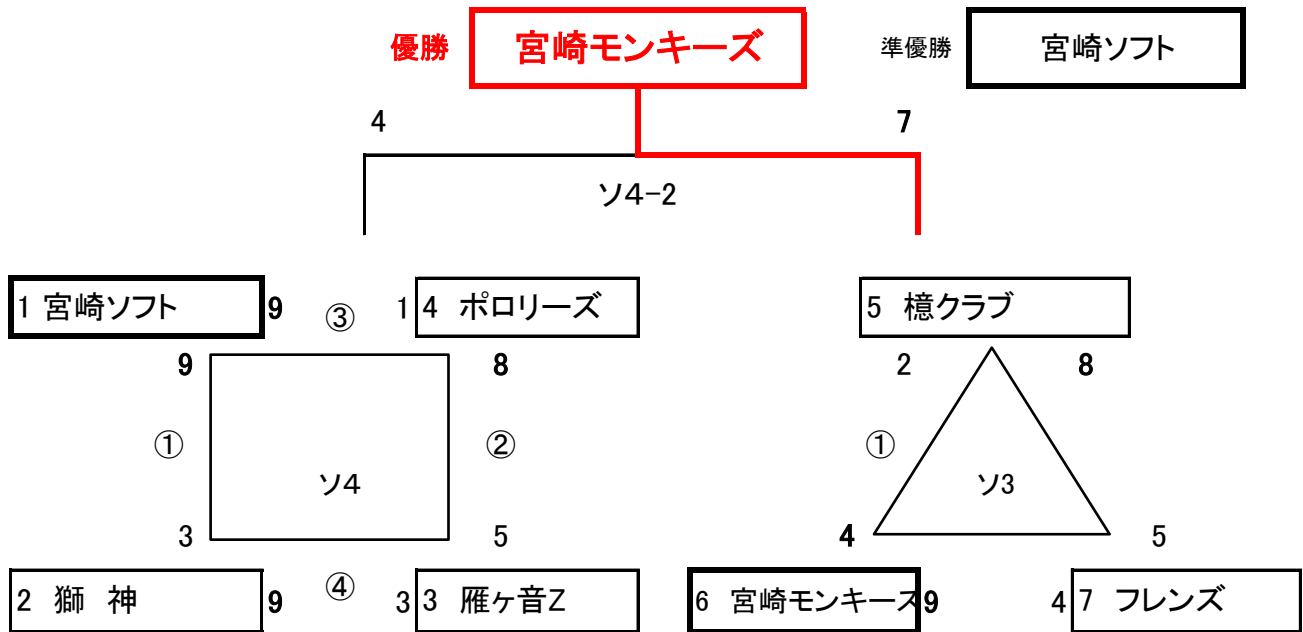 優勝 宮崎モンキーズ 準優勝 宮崎ソフト
4 7
ソ4-2
1 宮崎ソフト 9 ③ 1 4 ポロリーズ 5 檍クラブ
9 8 2 8
① ② ①
ソ4 ソ3
3 5 4 5
2 獅 神 9 ④ 3 3 雁ヶ音Z 6 宮崎モンキーズ 9 4 7 フレンズ